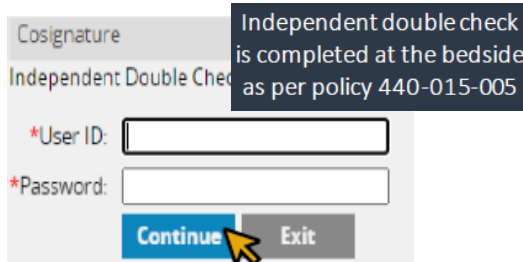 Cosignature
Independent double check
is completed at the bedside
as per policy 440-015-005
Independent Double Chec
*User ID:
*Password:
Continue
Exit